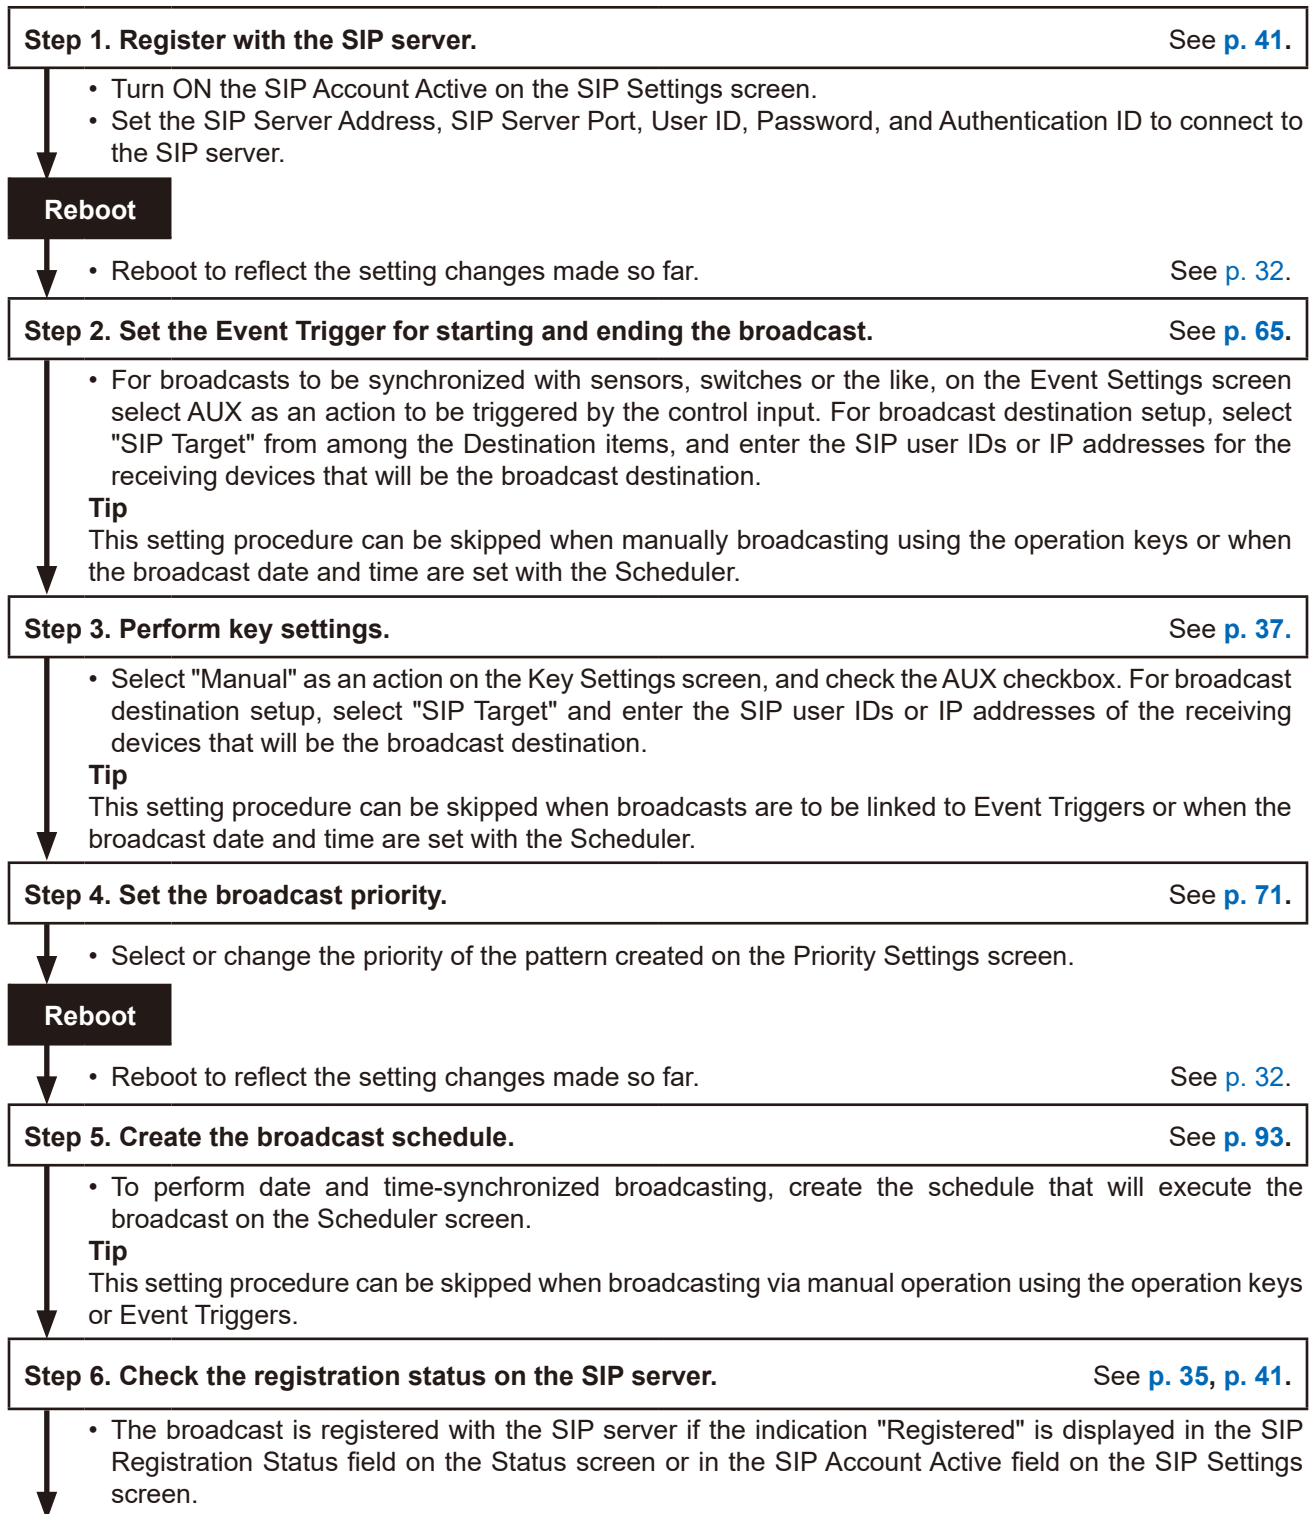 Step 1. Register with the SIP server. See p. 41.
• Turn ON the SIP Account Active on the SIP Settings screen.
• Set the SIP Server Address, SIP Server Port, User ID, Password, and Authentication ID to connect to
the SIP server.
Reboot
• Reboot to reflect the setting changes made so far. See p. 32.
Step 2. Set the Event Trigger for starting and ending the broadcast. See p. 65.
• For broadcasts to be synchronized with sensors, switches or the like, on the Event Settings screen
select AUX as an action to be triggered by the control input. For broadcast destination setup, select
"SIP Target" from among the Destination items, and enter the SIP user IDs or IP addresses for the
receiving devices that will be the broadcast destination.
Tip
This setting procedure can be skipped when manually broadcasting using the operation keys or when
the broadcast date and time are set with the Scheduler.
Step 3. Perform key settings. See p. 37.
• Select "Manual" as an action on the Key Settings screen, and check the AUX checkbox. For broadcast
destination setup, select "SIP Target" and enter the SIP user IDs or IP addresses of the receiving
devices that will be the broadcast destination.
Tip
This setting procedure can be skipped when broadcasts are to be linked to Event Triggers or when the
broadcast date and time are set with the Scheduler.
Step 4. Set the broadcast priority. See p. 71.
• Select or change the priority of the pattern created on the Priority Settings screen.
Reboot
• Reboot to reflect the setting changes made so far. See p. 32.
Step 5. Create the broadcast schedule. See p. 93.
• To perform date and time-synchronized broadcasting, create the schedule that will execute the
broadcast on the Scheduler screen.
Tip
This setting procedure can be skipped when broadcasting via manual operation using the operation keys
or Event Triggers.
Step 6. Check the registration status on the SIP server. See p. 35, p. 41.
• The broadcast is registered with the SIP server if the indication "Registered" is displayed in the SIP
Registration Status field on the Status screen or in the SIP Account Active field on the SIP Settings
screen.